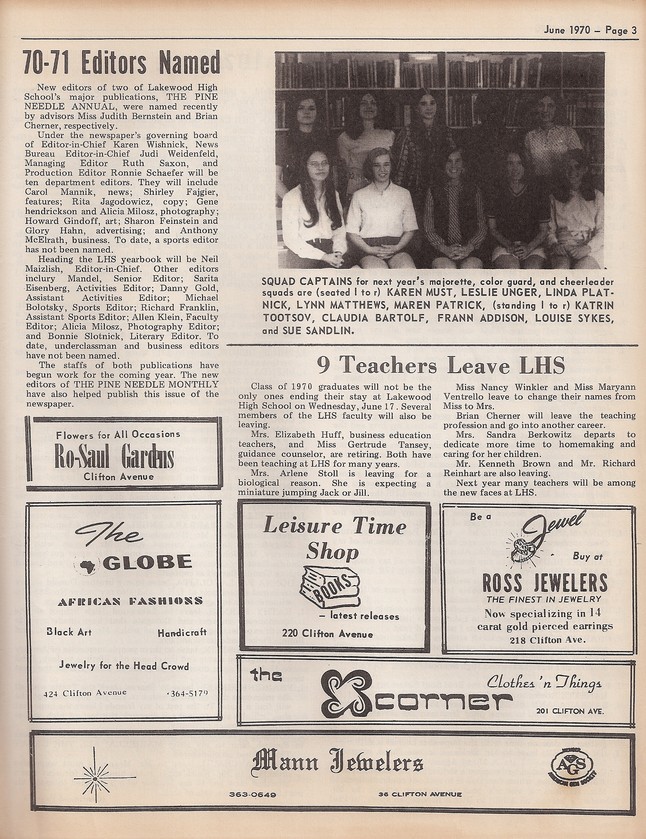 June 1970 — Page 3
70-71 Editors Named
New editors of two of Lakewood High
School's major publications, THE PINE
NEEDLE ANNUAL, were named recently
by advisors Miss Judith Bernstein and Brian
Cherner, respectively.
Under the newspaper's governing board
of Editor-in-Chief Karen Wishnick, News
Bureau Editor-in-Chief Judi Weidenfeld,
Managing Editor Ruth Saxon, and
Production Editor Ronnie Schaefer will be
ten department editors. They will include
Carol Mannik, news; Shirley Fajgier,
features; Rita Jagodowicz, copy; Gene
hendrickson and Alicia Milosz, photography;
Howard Gindoff, art; Sharon Feinstein and
Glory Hahn, advertising; and Anthony
McElrath, business. To date, a sports editor
has not been named.
Heading the LHS yearbook will be Neil
Maizlish, Editor-in-Chief. Other editors
inclury Mandel, Senior Editor; Sarita
Eisenberg, Activities Editor; Danny Gold,
Assistant Activities Editor; Michael
Bolotsky, Sports Editor; Richard Franklin,
Assistant Sports Editor; Allen Klein, Faculty
Editor; Alicia Milosz, Photography Editor;
and Bonnie Slotnick, Literary Editor. To
date, underclassman and business editors
have not been named.
The staffs of both publications have
begun work for the coming year. The new
editors of THE PINE NEEDLE MONTHLY
have also helped publish this issue of the
newspaper.
SQUAD CAPTAINS for next year's majorette, color guard, and cheerleader
squads are (seated l to r) KAREN MUST, LESLIE UNGER, LINDA PLAT-
NICK, LYNN MATTHEWS, MAREN PATRICK, (standing l to r) KATRIN
TOOTSOV, CLAUDIA BARTOLF, FRANN ADDISON, LOUISE SYKES,
and SUE SANDLIN.
9 Teachers Leave LHS
Class of 1970 graduates will not be the
only ones ending their stay at Lakewood
High School on Wednesday, June 17. Several
members of the LHS faculty will also be
leaving.
Mrs. Elizabeth Huff, business education
teachers, and Miss Gertrude Tansey,
guidance counselor, are retiring. Both have
been teaching at LHS for many years.
Mrs. Arlene Stoll is leaving for a
biological reason. She is expecting a
miniature jumping Jack or Jill.
Miss Nancy Winkler and Miss Maryann
Ventrello leave to change their names from
Miss to Mrs.
Brian Cherner will leave the teaching
profession and go into another career.
Mrs. Sandra Berkowitz departs to
dedicate more time to homemaking and
caring for her children.
Mr. Kenneth Brown and Mr. Richard
Reinhart are also leaving.
Next year many teachers will be among
the new faces at LHS.
Flowers for All Occasions
Ro-Saul Gardns
Clifton Avenue
The
GLOBE
AFRICAN FASHIONS
Black Art Handicraft
Jewelry for the Head Crowd
424 Clifton Avenue 364-5179
Leisure Time
Shop
BOOKS
— latest releases
220 Clifton Avenue
Be a
Jewel
Buy at
ROSS JEWELERS
THE FINEST IN JEWELRY
Now specializing in 14
carat gold pierced earrings
218 Clifton Ave.
the
corner
Clothes 'n Things
201 CLIFTON AVE.
Mann Jewelers
363-0649 36 CLIFTON AVENUE
MEMBER
AGS
AMERICAN GEM SOCIETY